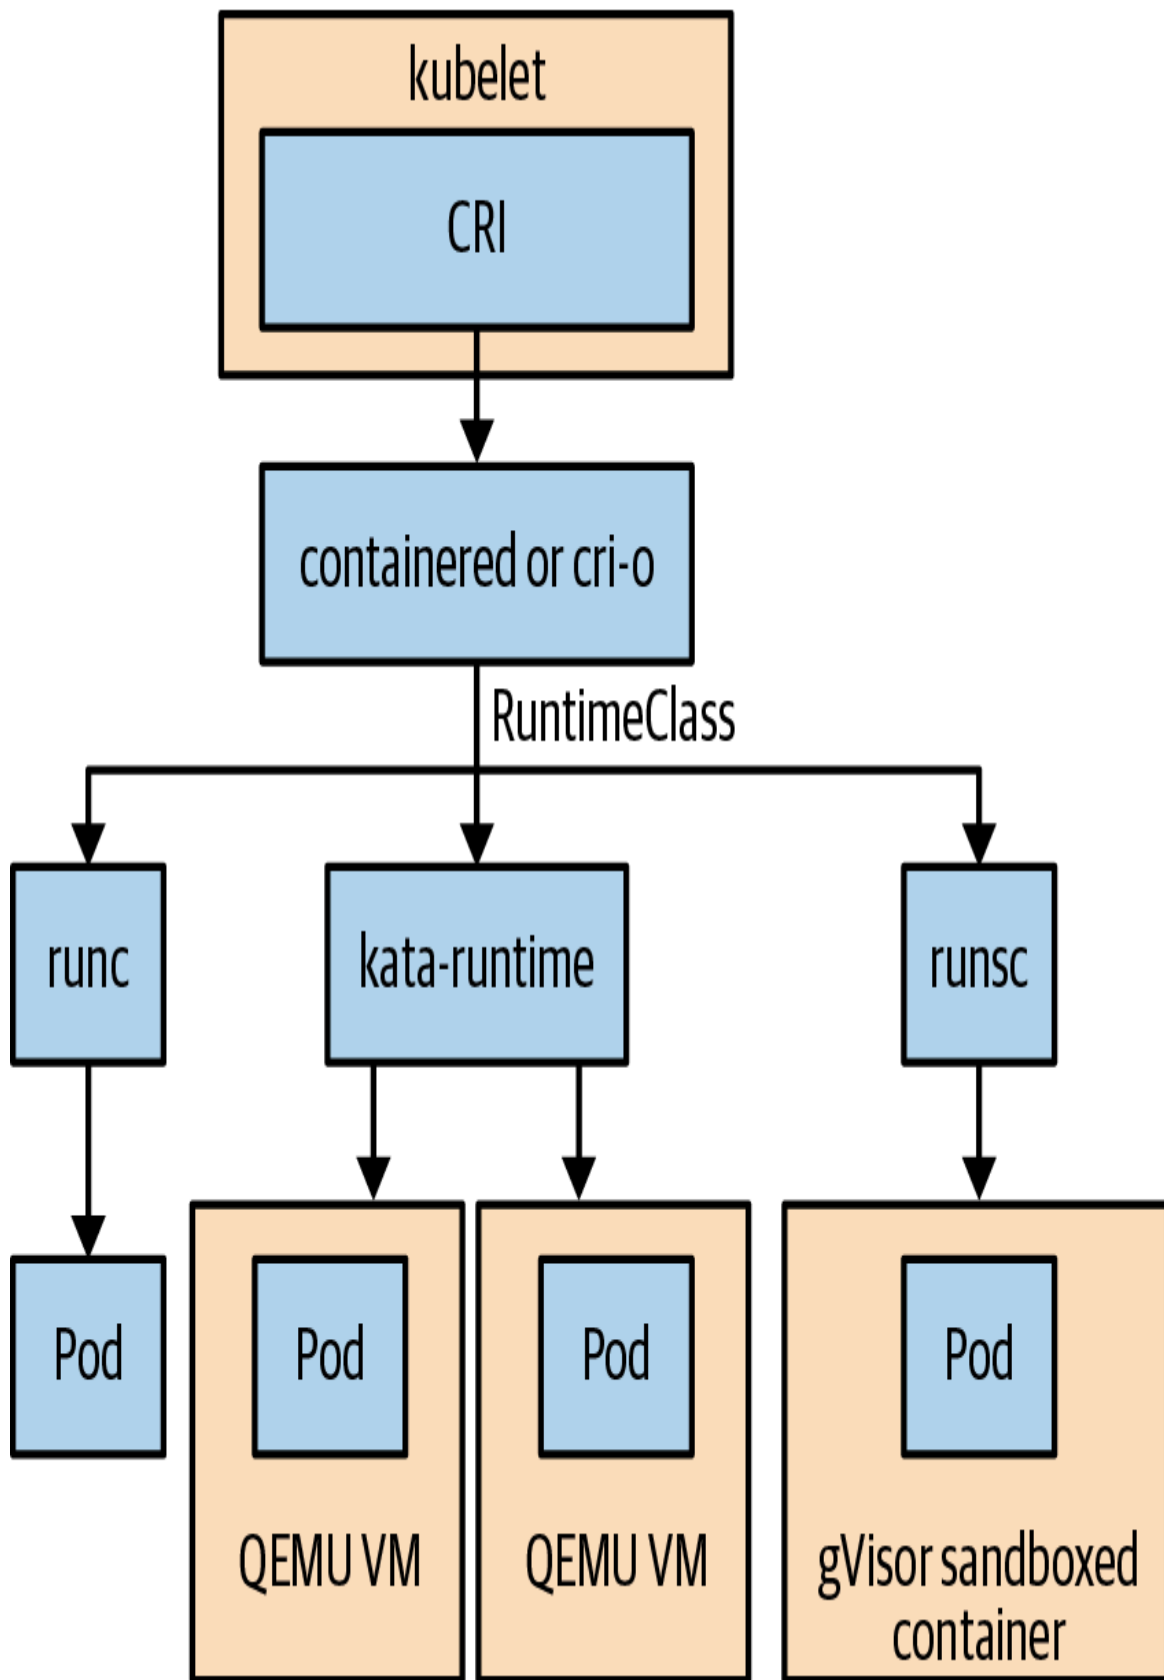 kubelet
CRI
containered or cri-o
RuntimeClass
runc
kata-runtime
runsc
Pod
Pod
Pod
Pod
QEMU VM
QEMU VM
gVisor sandboxed
container